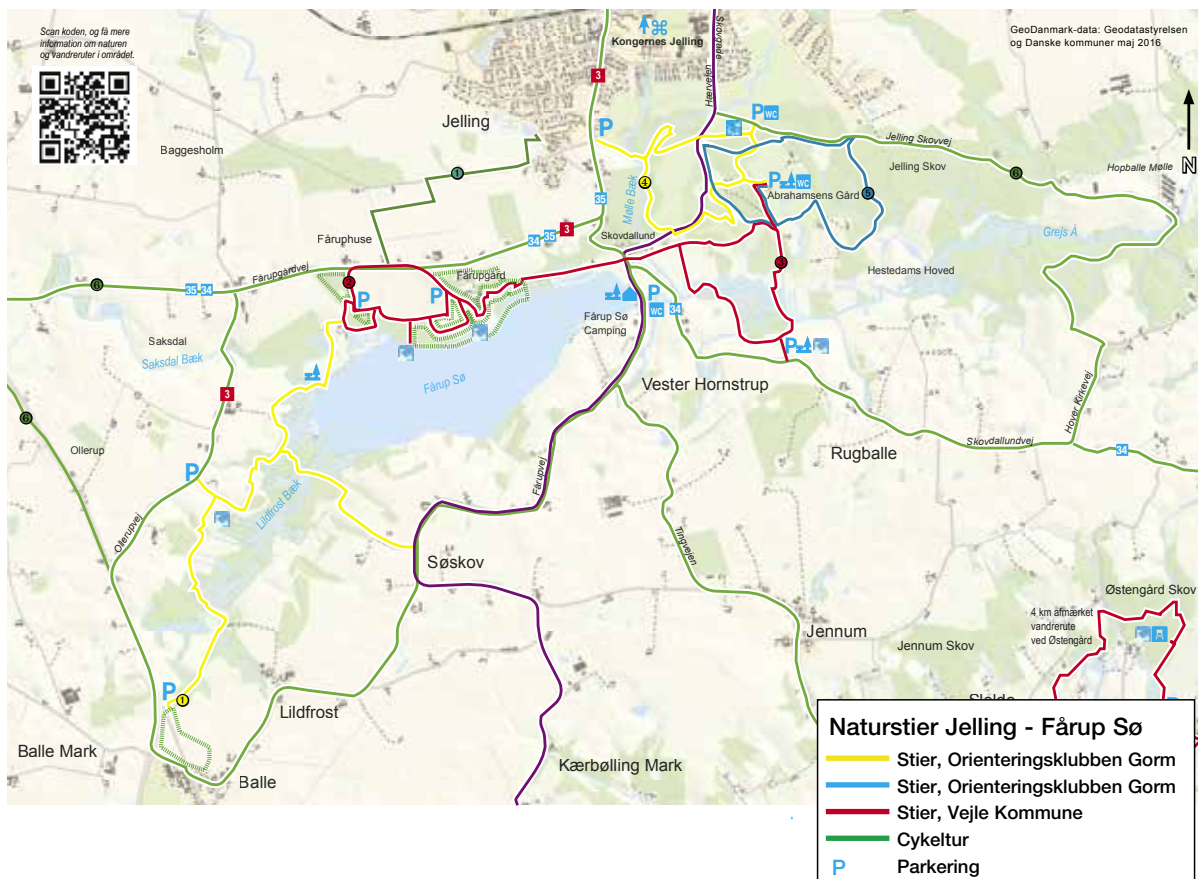 Scan koden, og få mere
information om naturen
og vandreruter i området.
Kongernes Jelling
Skovgade
GeoDanmark-data: Geodatastyrelsen
og Danske kommuner maj 2016
3
Hærvejen
N
Jelling
P
P WC
Jelling Skovvej
Baggesholm
1
4
Mølle Bæk
P WC
Abrahamsens Gård
5
Jelling Skov
6
Hopballe Mølle
35
Fåruphuse
34 35 3
Skovdallund
Grejs Å
3
Hestedams Hoved
6
Fårupgårdvej
35 34
2
P
P
Fårupgård
P
WC
34
Fårup Sø
Camping
Saksdal
Saksdal Bæk
Fårup Sø
P
Vester Hornstrup
3
6
Hover Kirkevej
Skovdallundvej
34
Rugballe
Ollerup
P
Ollerupvej
Lildfrost Bæk
Fårupvej
Tingvejen
Søskov
Østengård Skov
4 km afmærket
vandrerute
ved Østengård
Jennum
Jennum Skov
P
1
Lildfrost
Balle Mark
Balle
Kærbølling Mark
Naturstier Jelling - Fårup Sø
Stier, Orienteringsklubben Gorm
Stier, Orienteringsklubben Gorm
Stier, Vejle Kommune
Cykeltur
P Parkering